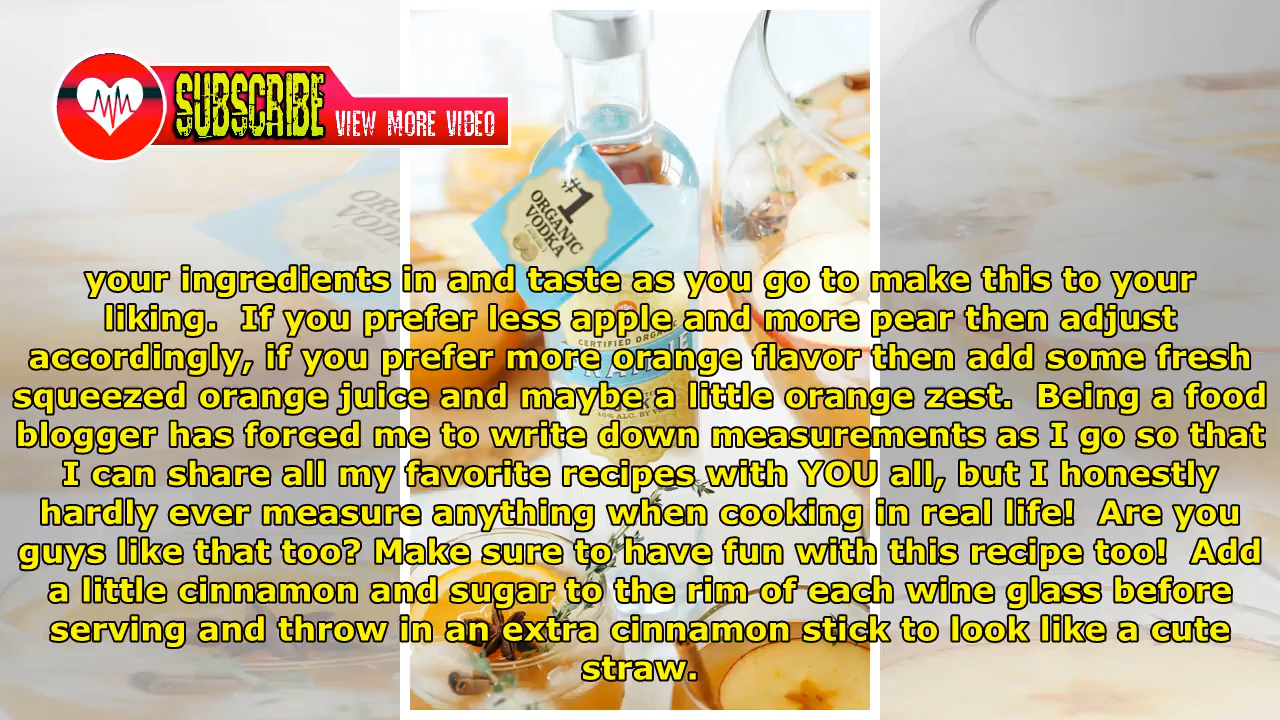 SUBSCRIBE
VIEW MORE VIDEO
#1
ORGANIC
VODKA
your ingredients in and taste as you go to make this to your
liking.  If you prefer less apple and more pear then adjust
CERTIFIED ORGANIC
accordingly, if you prefer more orange flavor then add some fresh
squeezed orange juice and maybe a little orange zest.  Being a food
blogger has forced me to write down measurements as I go so that
I can share all my favorite recipes with YOU all, but I honestly
hardly ever measure anything when cooking in real life!  Are you
guys like that too? Make sure to have fun with this recipe too!  Add
a little cinnamon and sugar to the rim of each wine glass before
serving and throw in an extra cinnamon stick to look like a cute
straw.